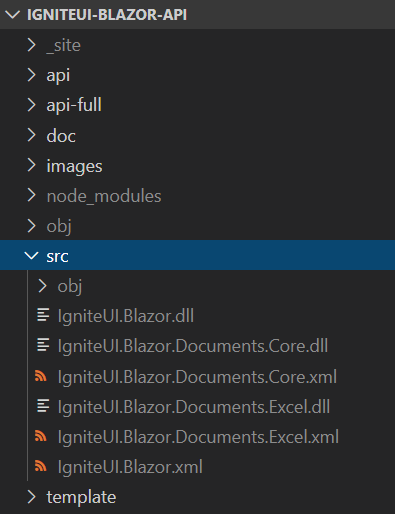 IGNITEUI-BLAZOR-API
_site
api
api-full
doc
images
node_modules
obj
src
obj
IgniteUI.Blazor.dll
IgniteUI.Blazor.Documents.Core.dll
IgniteUI.Blazor.Documents.Core.xml
IgniteUI.Blazor.Documents.Excel.dll
IgniteUI.Blazor.Documents.Excel.xml
IgniteUI.Blazor.xml
template